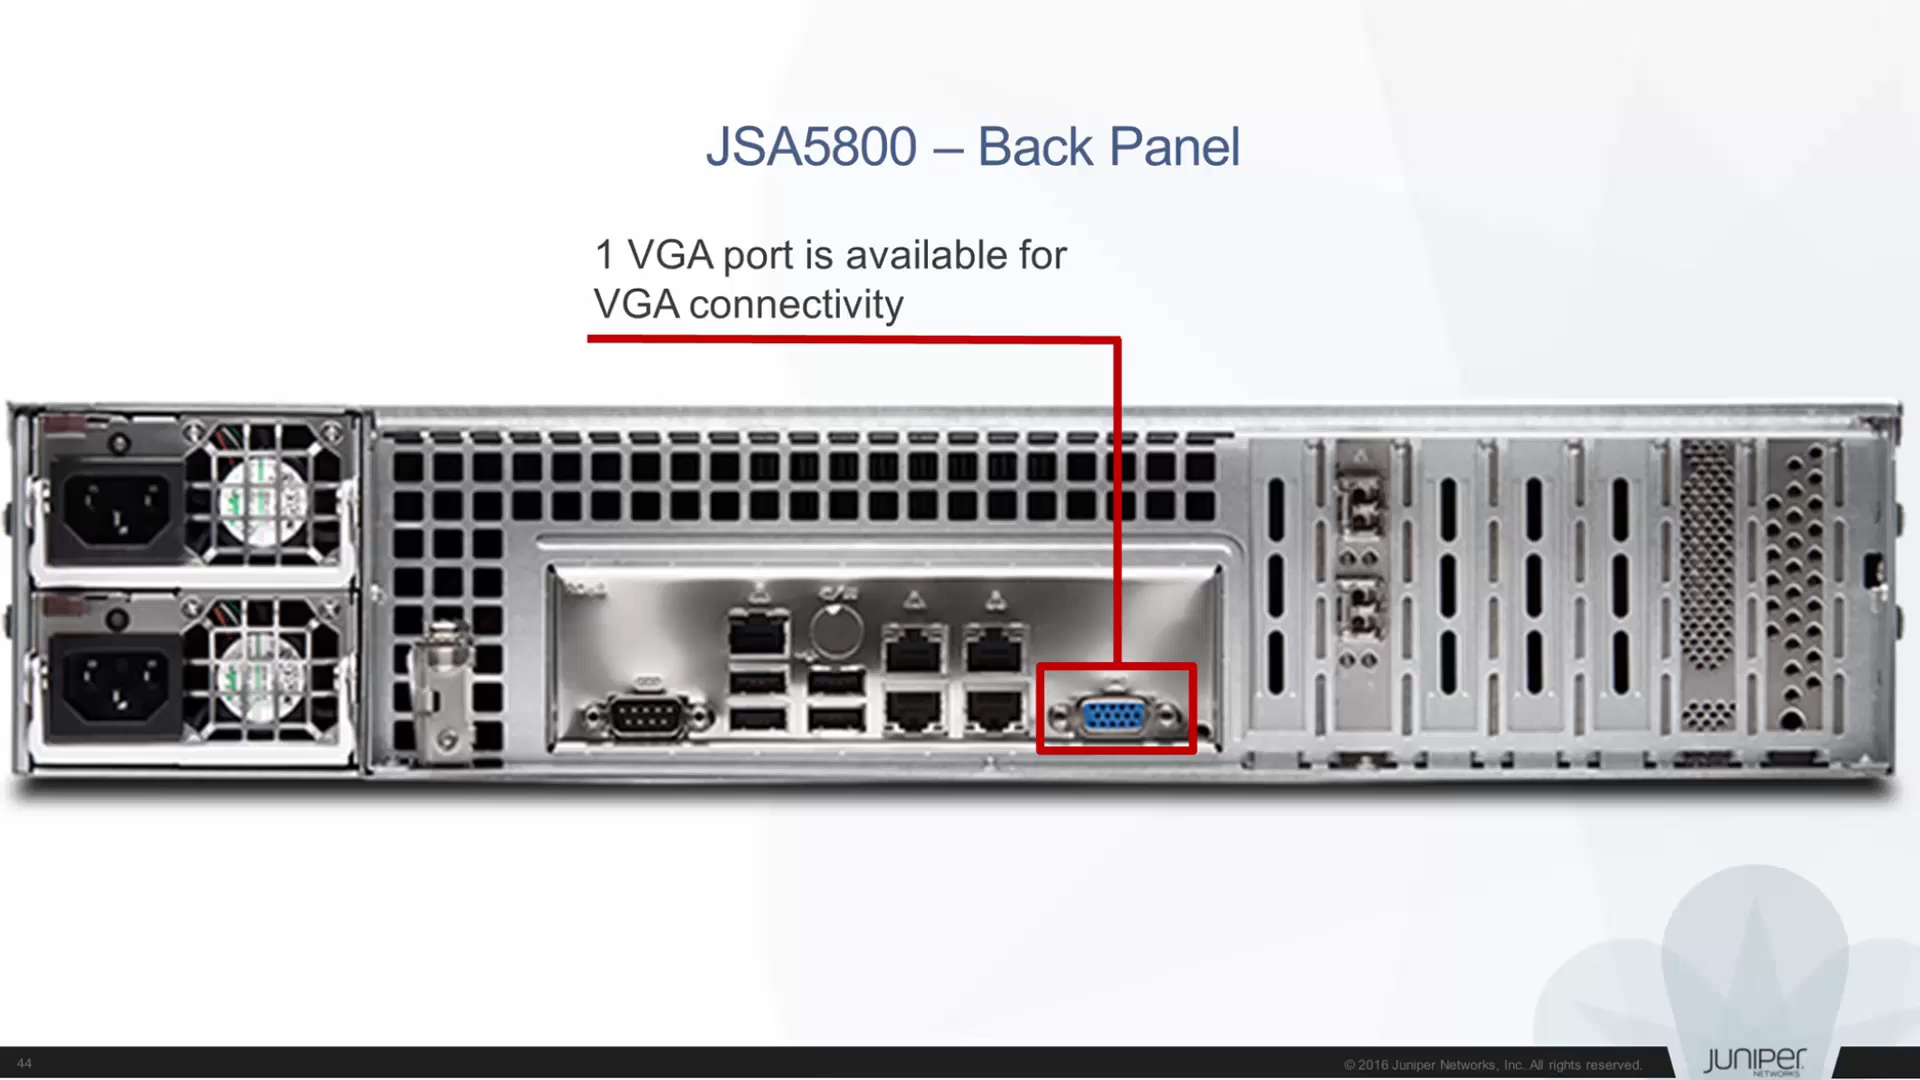 JSA5800 – Back Panel
1 VGA port is available for
VGA connectivity
44
© 2016 Juniper Networks, Inc. All rights reserved.
JUNIPEr
NETWORKS